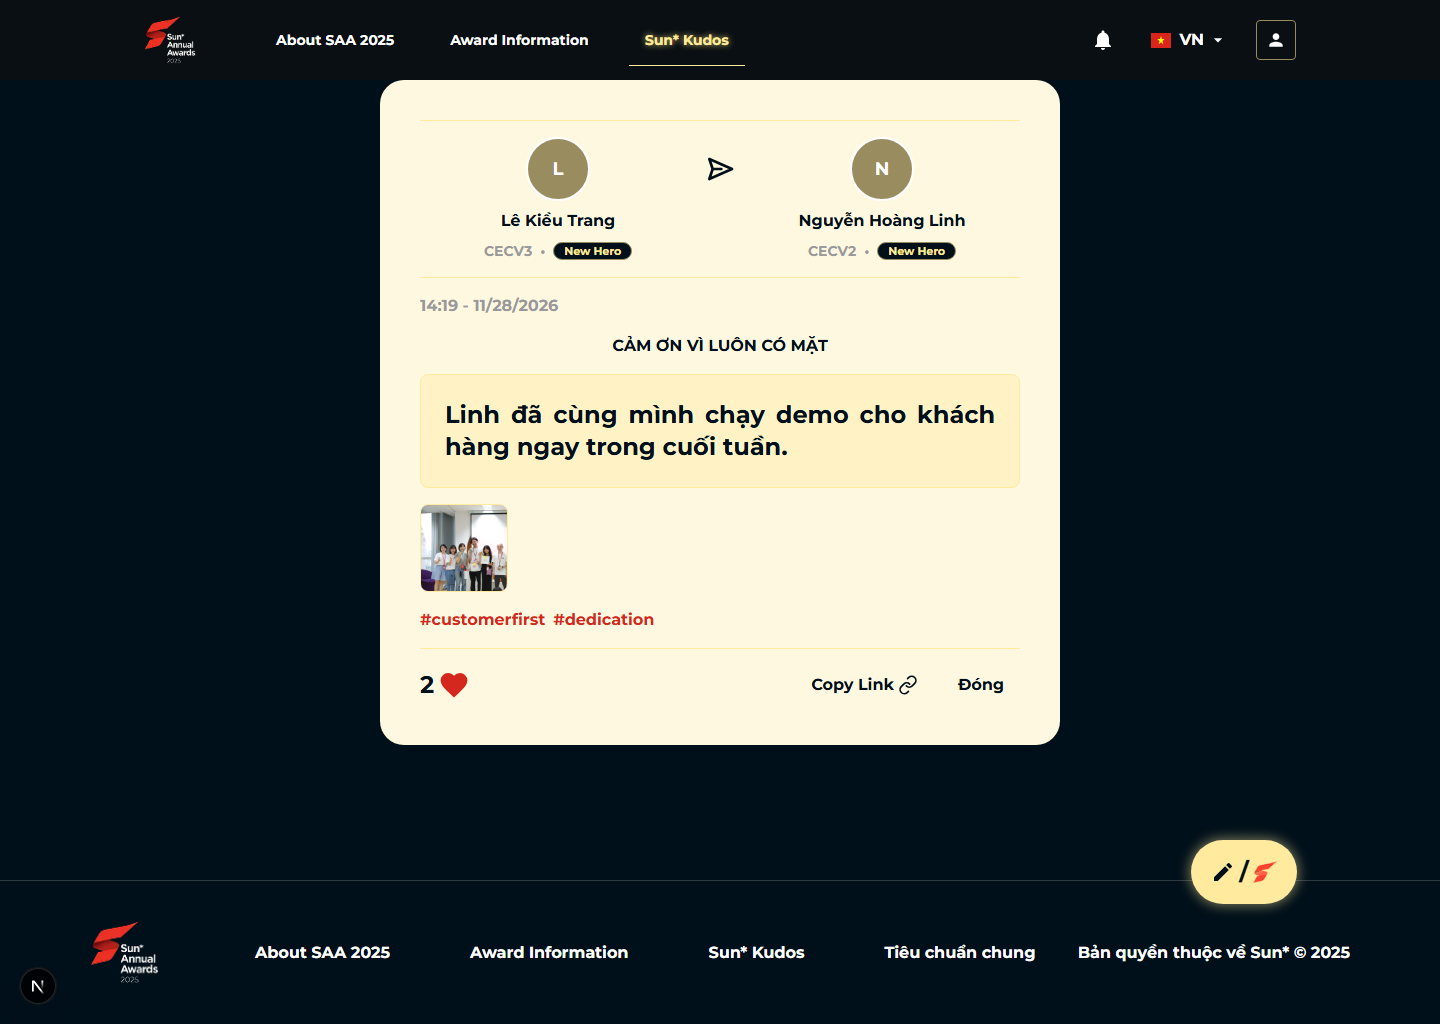 Sun*
Annual
Awards
2025
About SAA 2025
Award Information
Sun* Kudos
VN
L
N
Lê Kiều Trang
Nguyễn Hoàng Linh
CECV3 • New Hero
CECV2 • New Hero
14:19 - 11/28/2026
CẢM ƠN VÌ LUÔN CÓ MẶT
Linh đã cùng mình chạy demo cho khách
hàng ngay trong cuối tuần.
#customerfirst #dedication
2
Copy Link
Đóng
/
Sun*
Annual
Awards
2025
About SAA 2025
Award Information
Sun* Kudos
Tiêu chuẩn chung
Bản quyền thuộc về Sun* © 2025
N